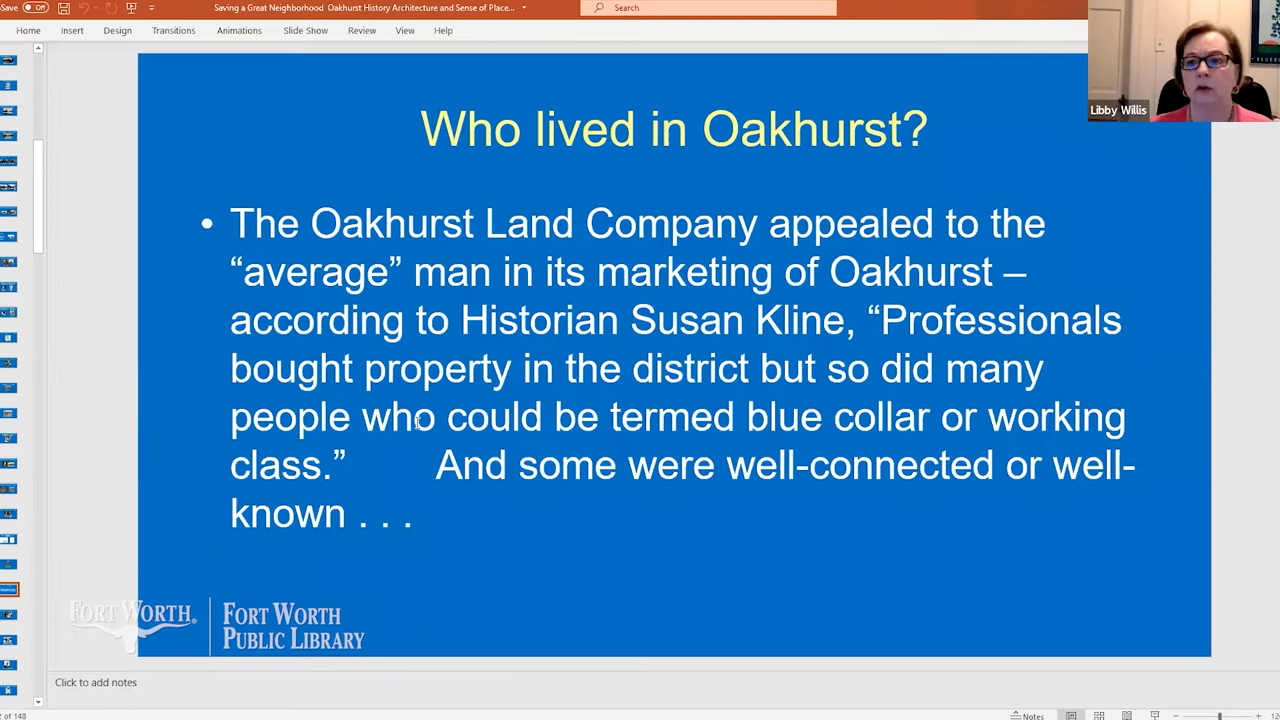 Save Off
Saving a Great Neighborhood Oakhurst History Architecture and Sense of Place...
Search
Home Insert Design Transitions Animations Slide Show Review View Help
Libby Willis
Who lived in Oakhurst?
• The Oakhurst Land Company appealed to the
“average” man in its marketing of Oakhurst –
according to Historian Susan Kline, “Professionals
bought property in the district but so did many
people who could be termed blue collar or working
class.” And some were well-connected or well-
known . . .
FORT WORTH®
FORT WORTH
PUBLIC LIBRARY
Click to add notes
of 148
Notes